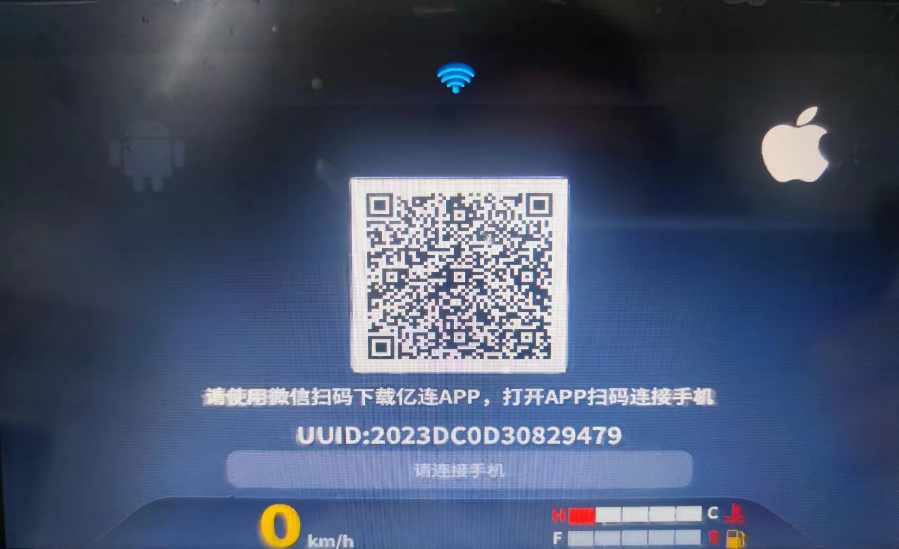 请使用微信扫码下载亿连APP，打开APP扫码连接手机
UUID:2023DC0D30829479
请连接手机
0 km/h
H C
F E